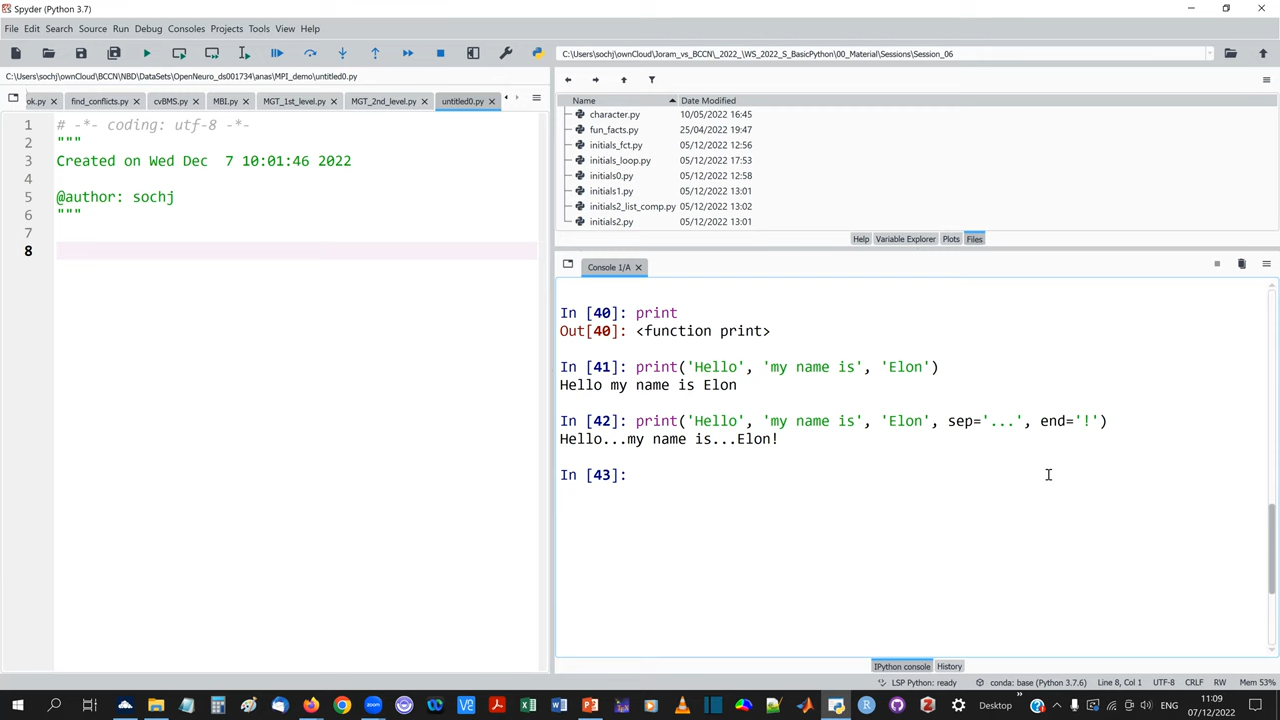 Spyder (Python 3.7)
File Edit Search Source Run Debug Consoles Projects Tools View Help
C:\Users\sochj\ownCloud\Joram_vs_BCCN\_2022_\WS_2022_S_BasicPython\00_Material\Sessions\Session_06
C:\Users\sochj\ownCloud\BCCN\NBD\DataSets\OpenNeuro_ds001734\anas\MPI_demo\untitled0.py
ok.py find_conflicts.py cvBMS.py MBI.py MGT_1st_level.py MGT_2nd_level.py untitled0.py
1 # -*- coding: utf-8 -*-
2 """
3 Created on Wed Dec  7 10:01:46 2022
4
5 @author: sochj
6 """
7
8
Name Date Modified
character.py 10/05/2022 16:45
fun_facts.py 25/04/2022 19:47
initials_fct.py 05/12/2022 12:56
initials_loop.py 05/12/2022 17:53
initials0.py 05/12/2022 12:58
initials1.py 05/12/2022 13:01
initials2_list_comp.py 05/12/2022 13:02
initials2.py 05/12/2022 13:01
Help Variable Explorer Plots Files
Console 1/A
In [40]: print
Out[40]: <function print>
In [41]: print('Hello', 'my name is', 'Elon')
Hello my name is Elon
In [42]: print('Hello', 'my name is', 'Elon', sep='...', end='!')
Hello...my name is...Elon!
In [43]:
IPython console History
LSP Python: ready conda: base (Python 3.7.6) Line 8, Col 1 UTF-8 CRLF RW Mem 53%
Desktop ENG 11:09
07/12/2022